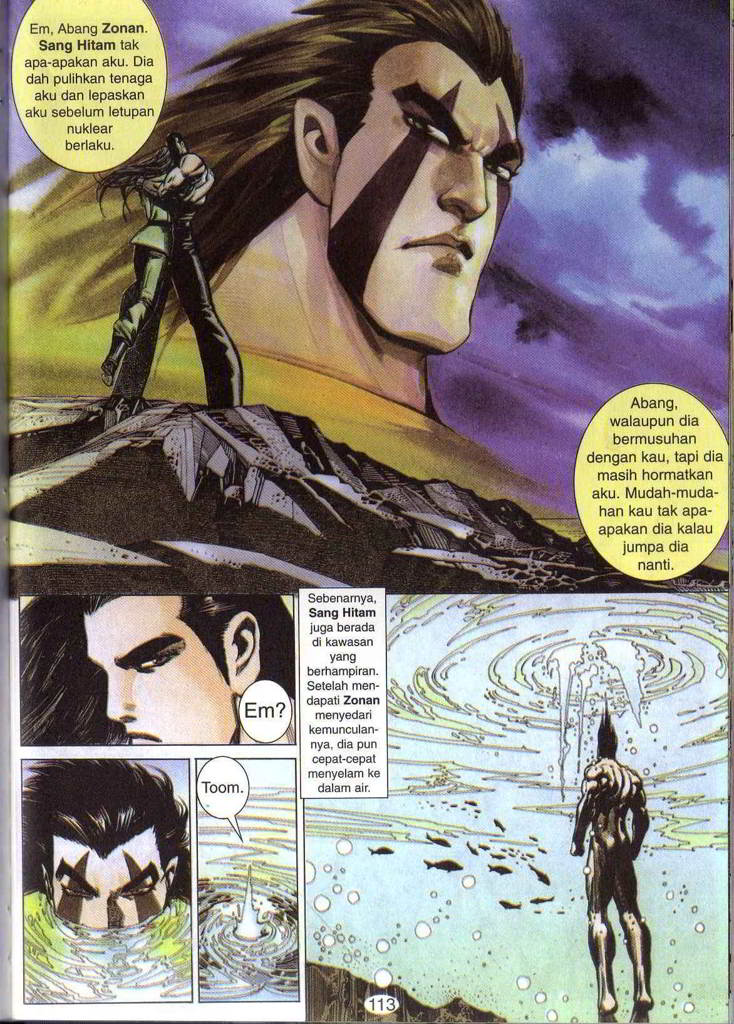 Em, Abang Zonan.
Sang Hitam tak
apa-apakan aku. Dia
dah pulihkan tenaga
aku dan lepaskan
aku sebelum letupan
nuklear
berlaku.
Abang,
walaupun dia
bermusuhan
dengan kau, tapi dia
masih hormatkan
aku. Mudah-muda-
han kau tak apa-
apakan dia kalau
jumpa dia
nanti.
Em?
Sebenarnya,
Sang Hitam
juga berada
di kawasan
yang
berhampiran.
Setelah men-
dapati Zonan
menyedari
kemunculan-
nya, dia pun
cepat-cepat
menyelam ke
dalam air.
Toom.
113